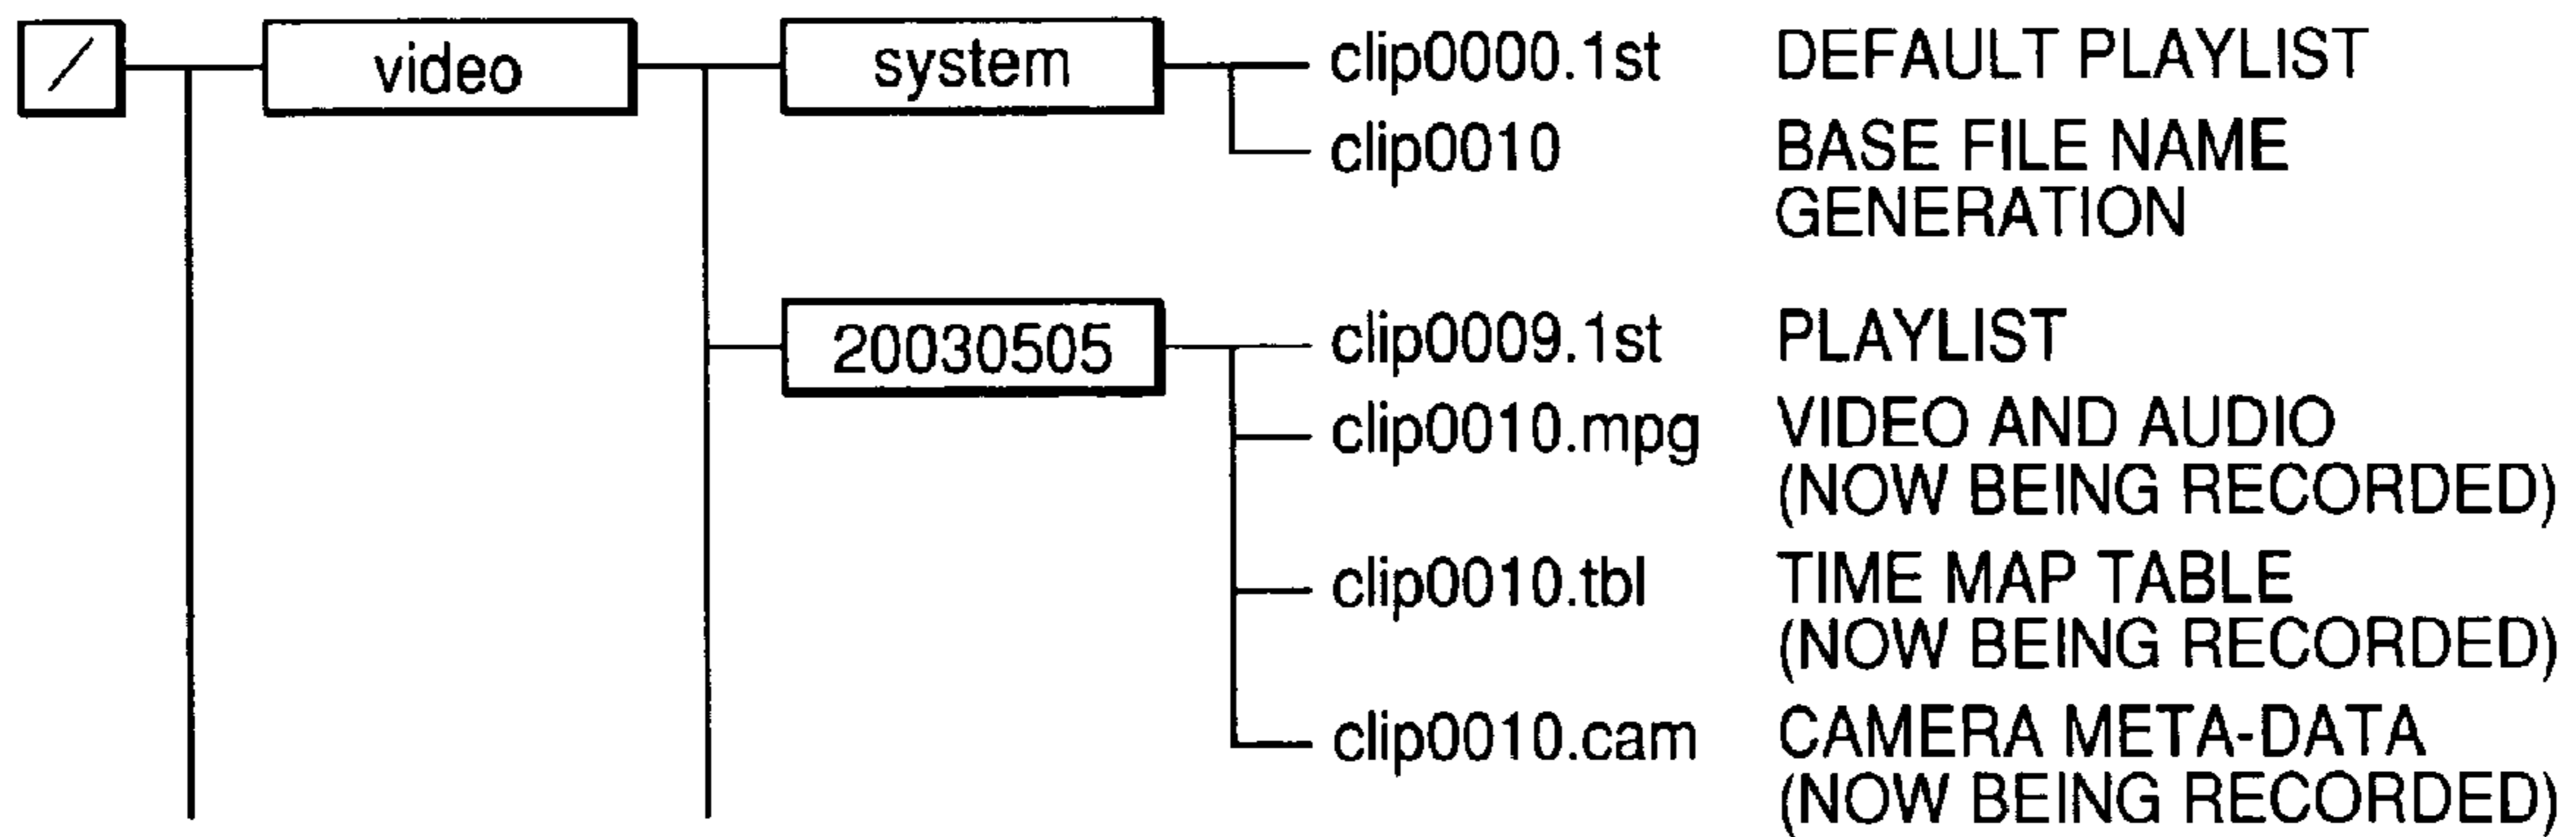 / video system clip0000.1st DEFAULT PLAYLIST
clip0010 BASE FILE NAME
GENERATION
20030505 clip0009.1st PLAYLIST
clip0010.mpg VIDEO AND AUDIO
(NOW BEING RECORDED)
clip0010.tbl TIME MAP TABLE
(NOW BEING RECORDED)
clip0010.cam CAMERA META-DATA
(NOW BEING RECORDED)